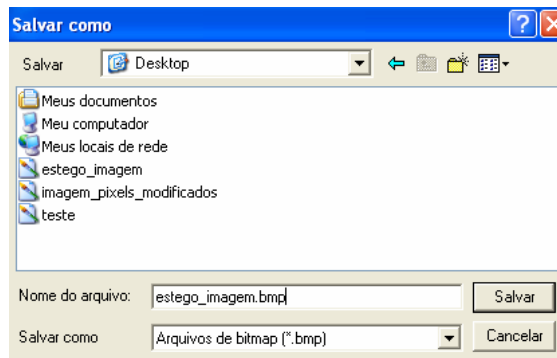 Salvar como
Salvar Desktop
Meus documentos
Meu computador
Meus locais de rede
estego_imagem
imagem_pixels_modificados
teste
Nome do arquivo: estego_imagem.bmp Salvar
Salvar como Arquivos de bitmap (*.bmp) Cancelar